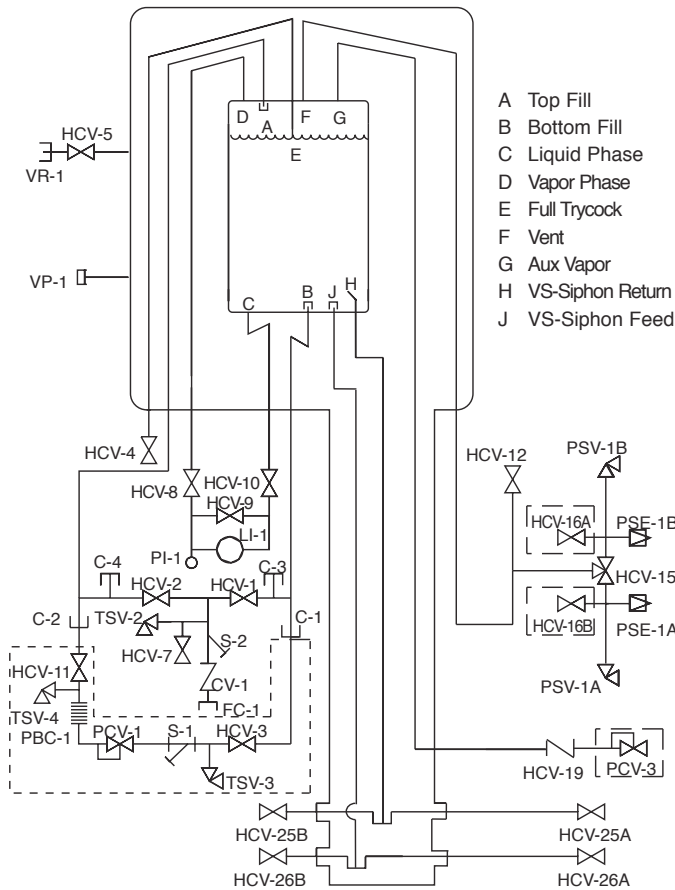 D
F
G
A
E
C
B
J
H
A Top Fill
B Bottom Fill
C Liquid Phase
D Vapor Phase
E Full Trycock
F Vent
G Aux Vapor
H VS-Siphon Return
J VS-Siphon Feed
HCV-5
VR-1
VP-1
HCV-4
HCV-8
HCV-10
HCV-9
LI-1
PI-1
C-4
C-3
HCV-2
HCV-1
C-2
TSV-2
C-1
S-2
HCV-7
HCV-11
CV-1
FC-1
TSV-4
PBC-1
PCV-1
S-1
HCV-3
TSV-3
HCV-12
PSV-1B
HCV-16A
PSE-1B
HCV-15
HCV-16B
PSE-1A
PSV-1A
HCV-19
PCV-3
HCV-25B
HCV-25A
HCV-26B
HCV-26A